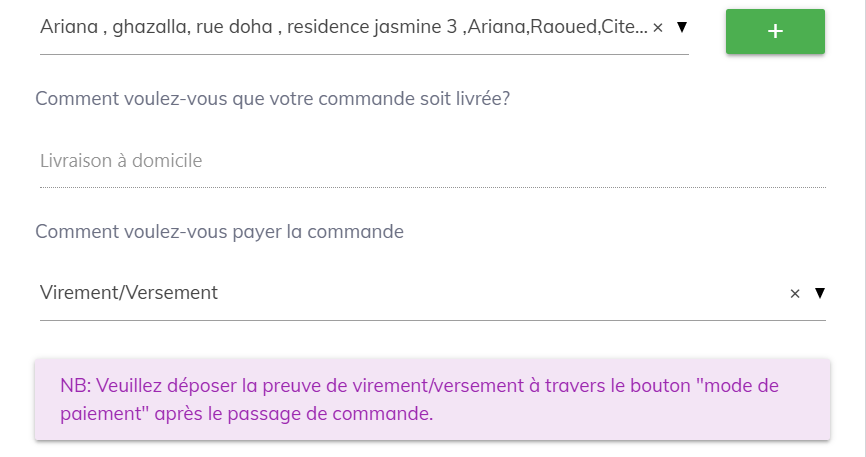 Ariana , ghazalla, rue doha , residence jasmine 3 ,Ariana,Raoued,Cite... × ▼
+
Comment voulez-vous que votre commande soit livrée?
Livraison à domicile
Comment voulez-vous payer la commande
Virement/Versement × ▼
NB: Veuillez déposer la preuve de virement/versement à travers le bouton "mode de
paiement" après le passage de commande.